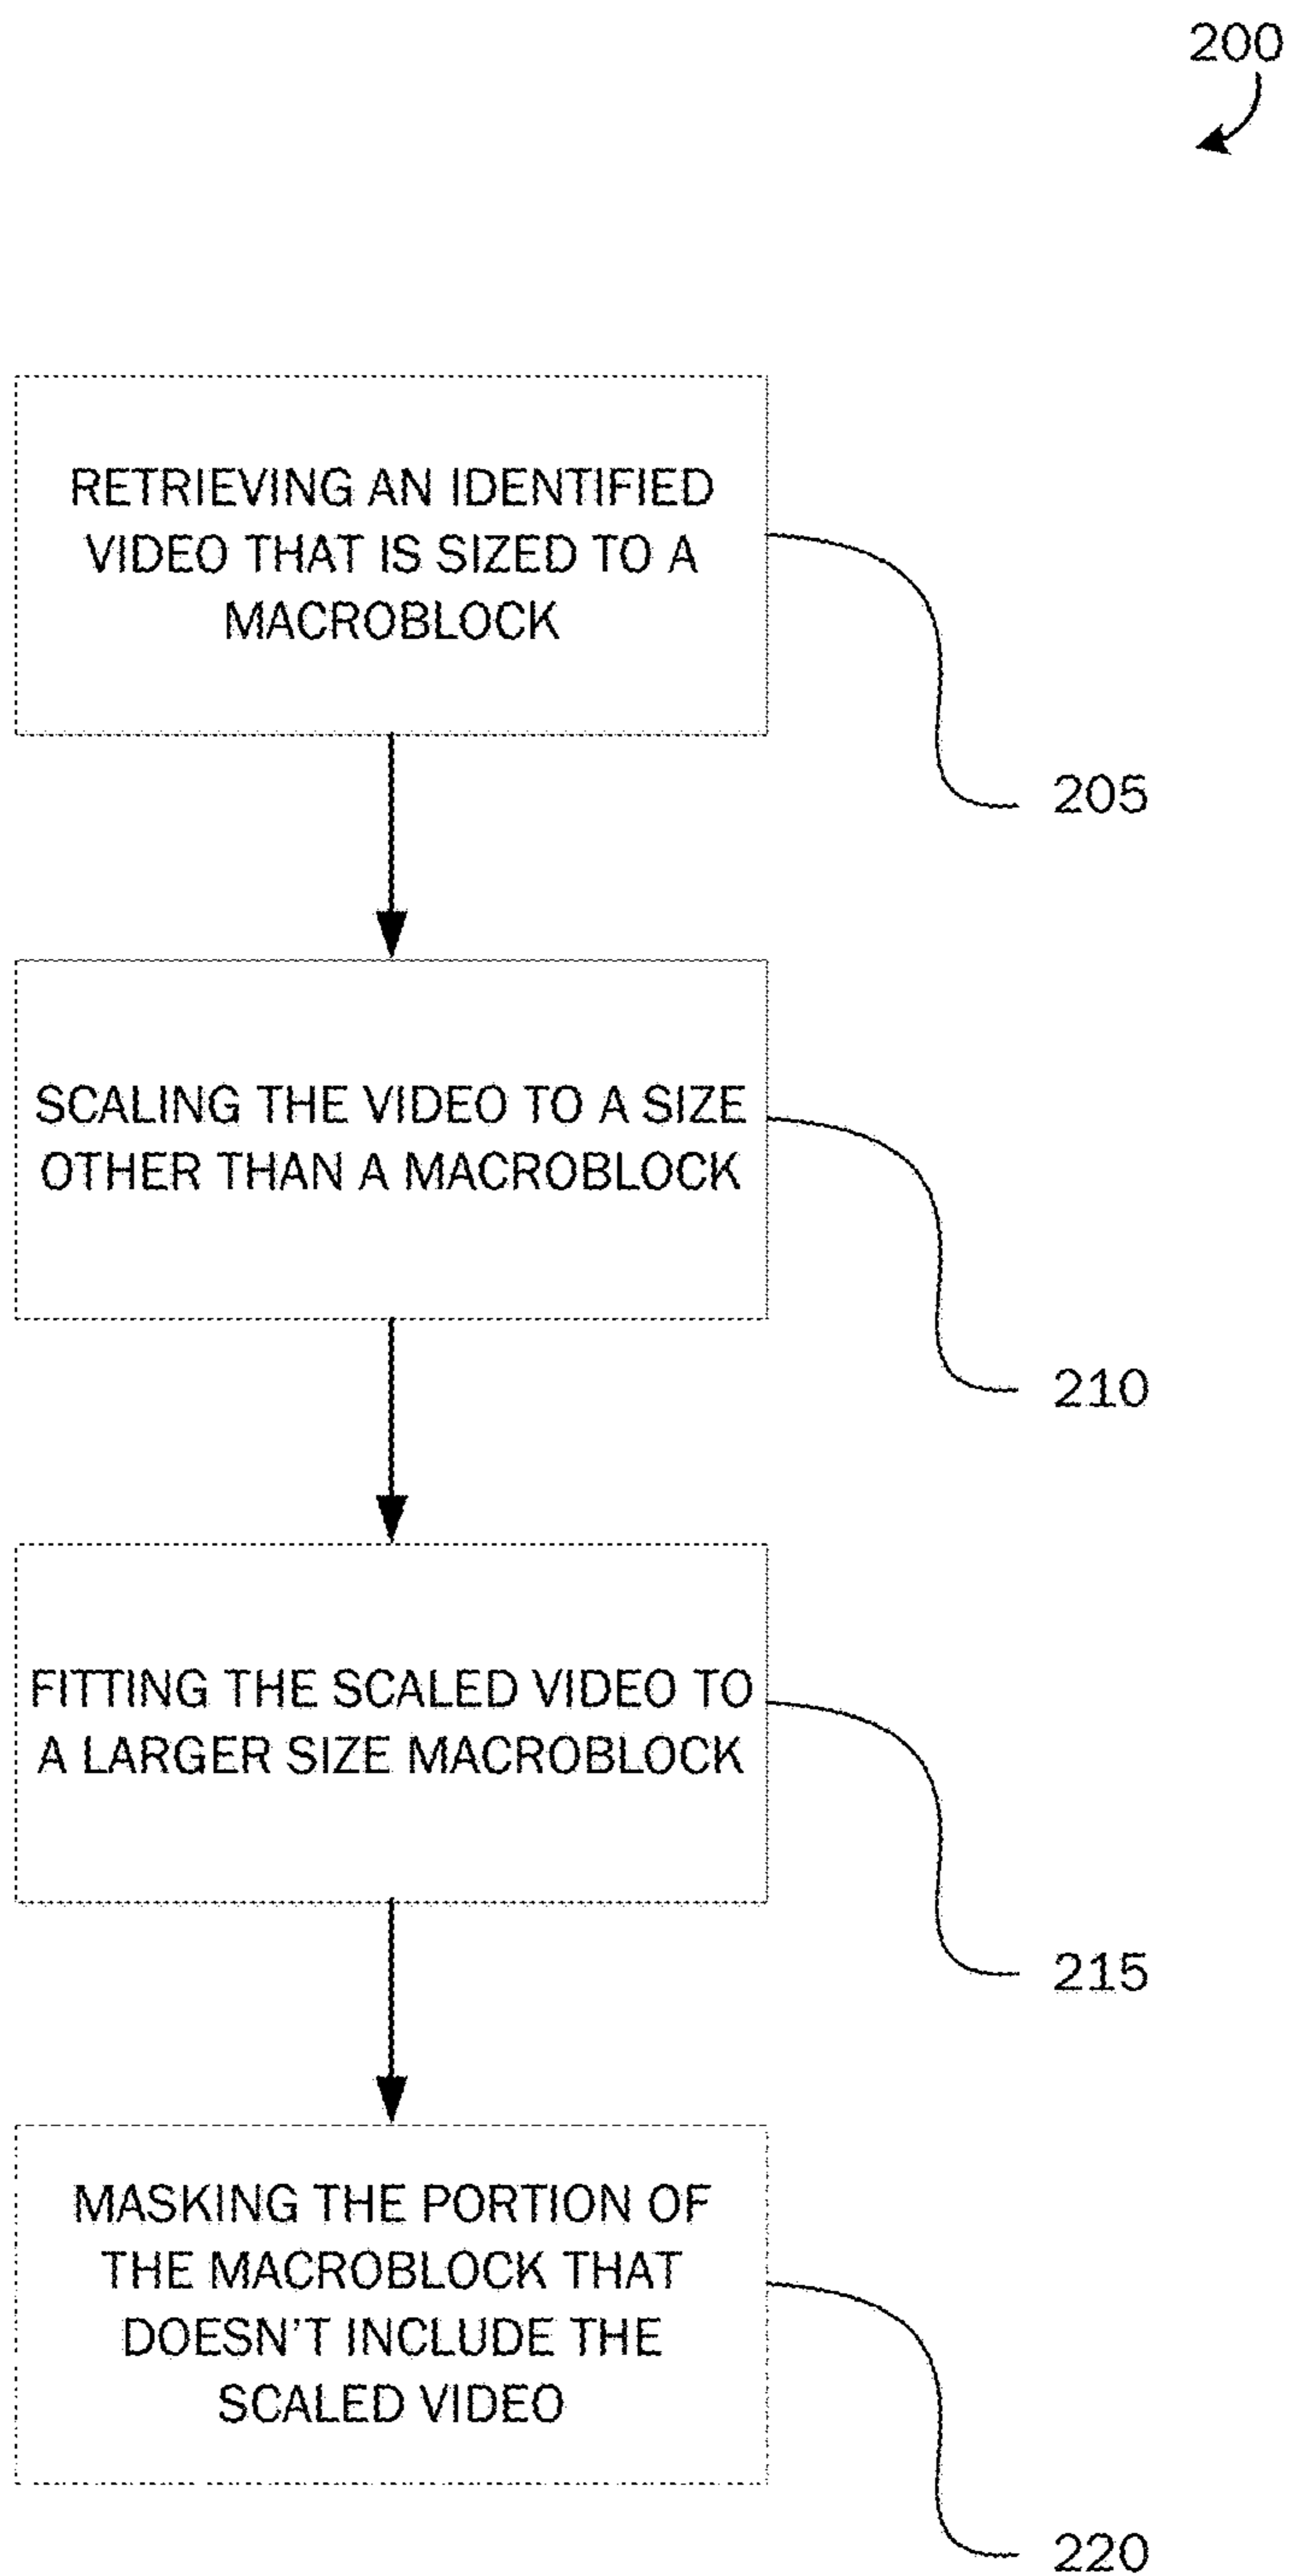 200
RETRIEVING AN IDENTIFIED
VIDEO THAT IS SIZED TO A
MACROBLOCK
205
SCALING THE VIDEO TO A SIZE
OTHER THAN A MACROBLOCK
210
FITTING THE SCALED VIDEO TO
A LARGER SIZE MACROBLOCK
215
MASKING THE PORTION OF
THE MACROBLOCK THAT
DOESN'T INCLUDE THE
SCALED VIDEO
220